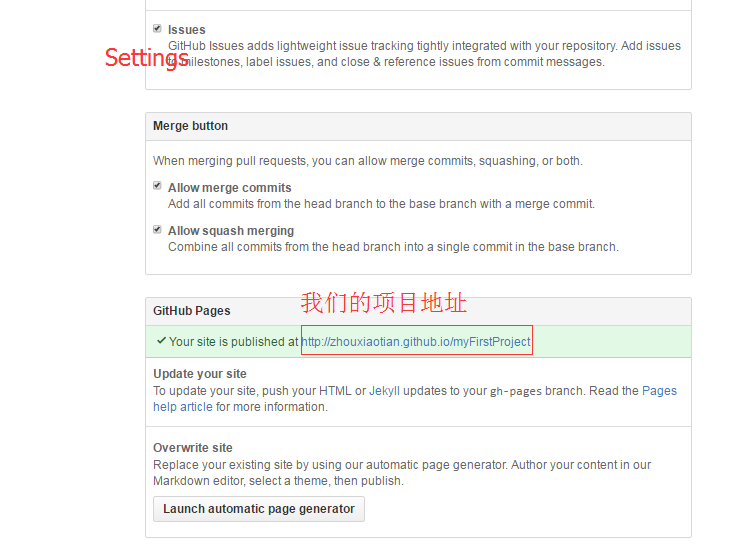 Issues
GitHub Issues adds lightweight issue tracking tightly integrated with your repository. Add issues
Settings
to milestones, label issues, and close & reference issues from commit messages.
Merge button
When merging pull requests, you can allow merge commits, squashing, or both.
Allow merge commits
Add all commits from the head branch to the base branch with a merge commit.
Allow squash merging
Combine all commits from the head branch into a single commit in the base branch.
我们的项目地址
GitHub Pages
Your site is published at http://zhouxiaotian.github.io/myFirstProject
Update your site
To update your site, push your HTML or Jekyll updates to your gh-pages branch. Read the Pages
help article for more information.
Overwrite site
Replace your existing site by using our automatic page generator. Author your content in our
Markdown editor, select a theme, then publish.
Launch automatic page generator